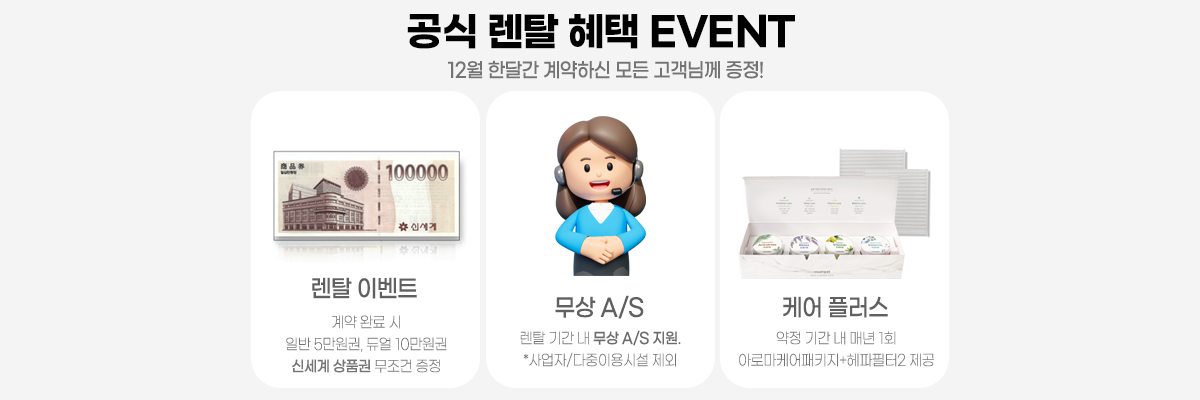 공식 렌탈 혜택 EVENT
12월 한달간 계약하신 모든 고객님께 증정!
商品券
100000
신세계
렌탈 이벤트
계약 완료 시
일반 5만원권, 듀얼 10만원권
신세계 상품권 무조건 증정
무상 A/S
렌탈 기간 내 무상 A/S 지원.
*사업자/다중이용시설 제외
케어 플러스
약정 기간 내 매년 1회
아로마케어패키지+헤파필터2 제공